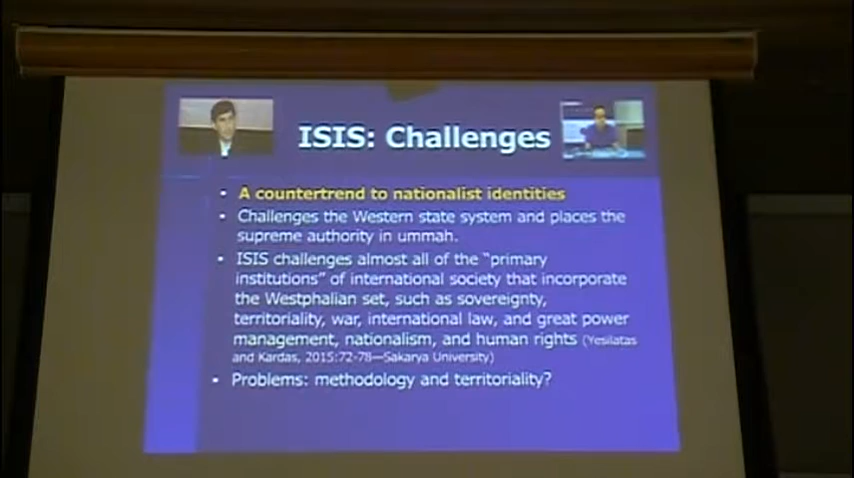 ISIS: Challenges
• A countertrend to nationalist identities
• Challenges the Western state system and places the
supreme authority in ummah.
• ISIS challenges almost all of the "primary
institutions" of international society that incorporate
the Westphalian set, such as sovereignty,
territoriality, war, international law, and great power
management, nationalism, and human rights (Yesilatas
and Kardas, 2015:72-78—Sakarya University)
• Problems: methodology and territoriality?